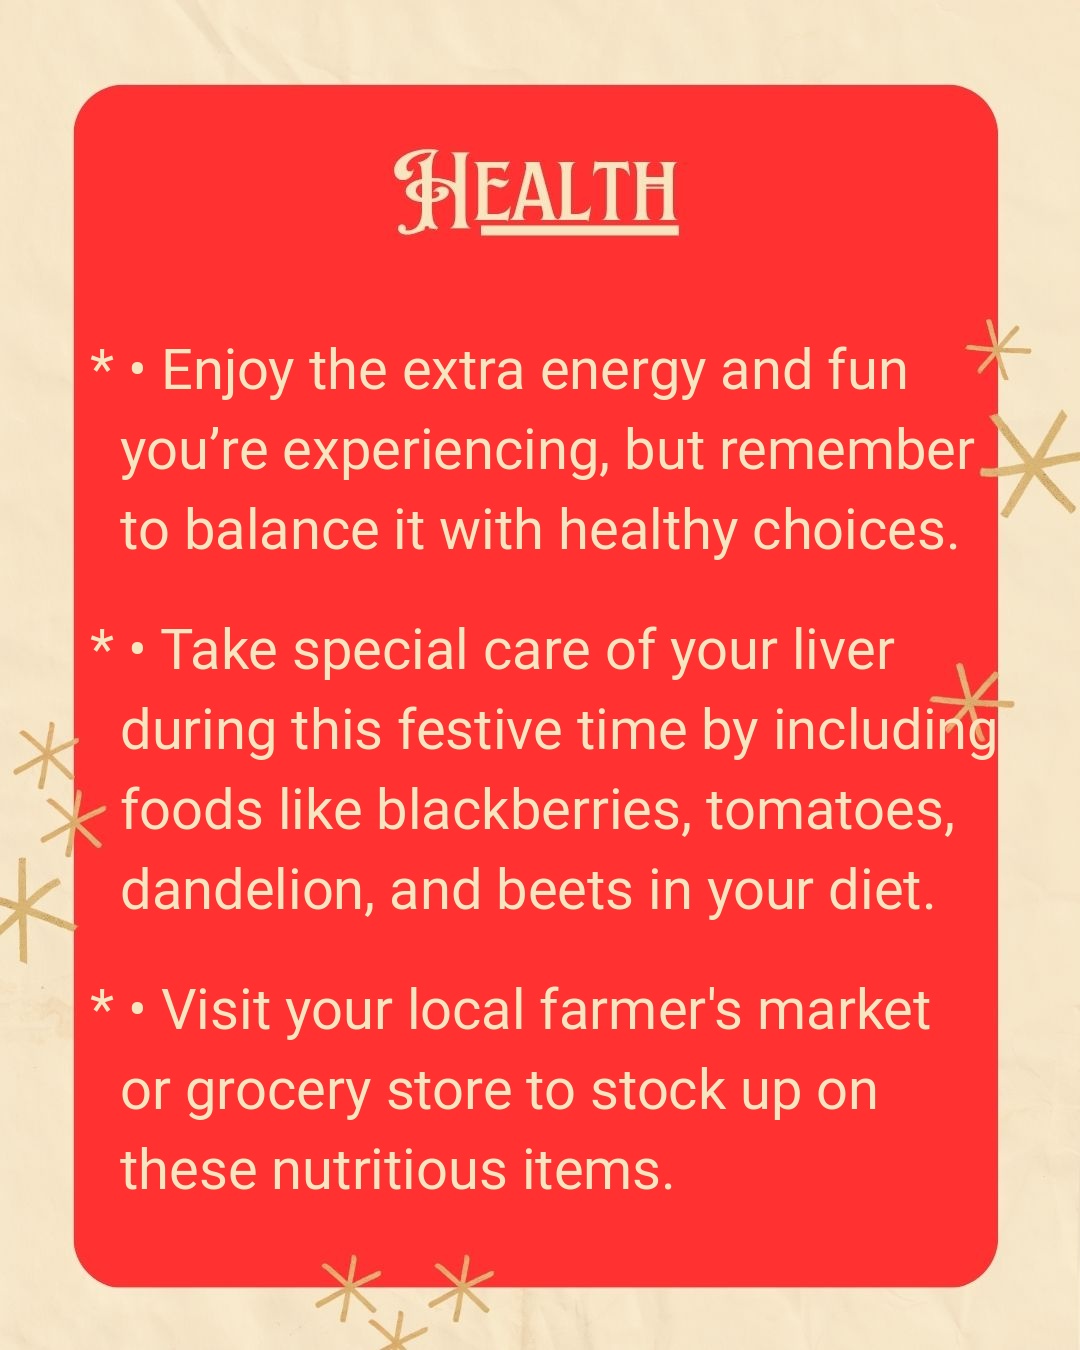 HEALTH
* • Enjoy the extra energy and fun
you’re experiencing, but remember
to balance it with healthy choices.
* • Take special care of your liver
during this festive time by including
foods like blackberries, tomatoes,
dandelion, and beets in your diet.
* • Visit your local farmer's market
or grocery store to stock up on
these nutritious items.